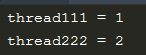 thread111 = 1
thread222 = 2